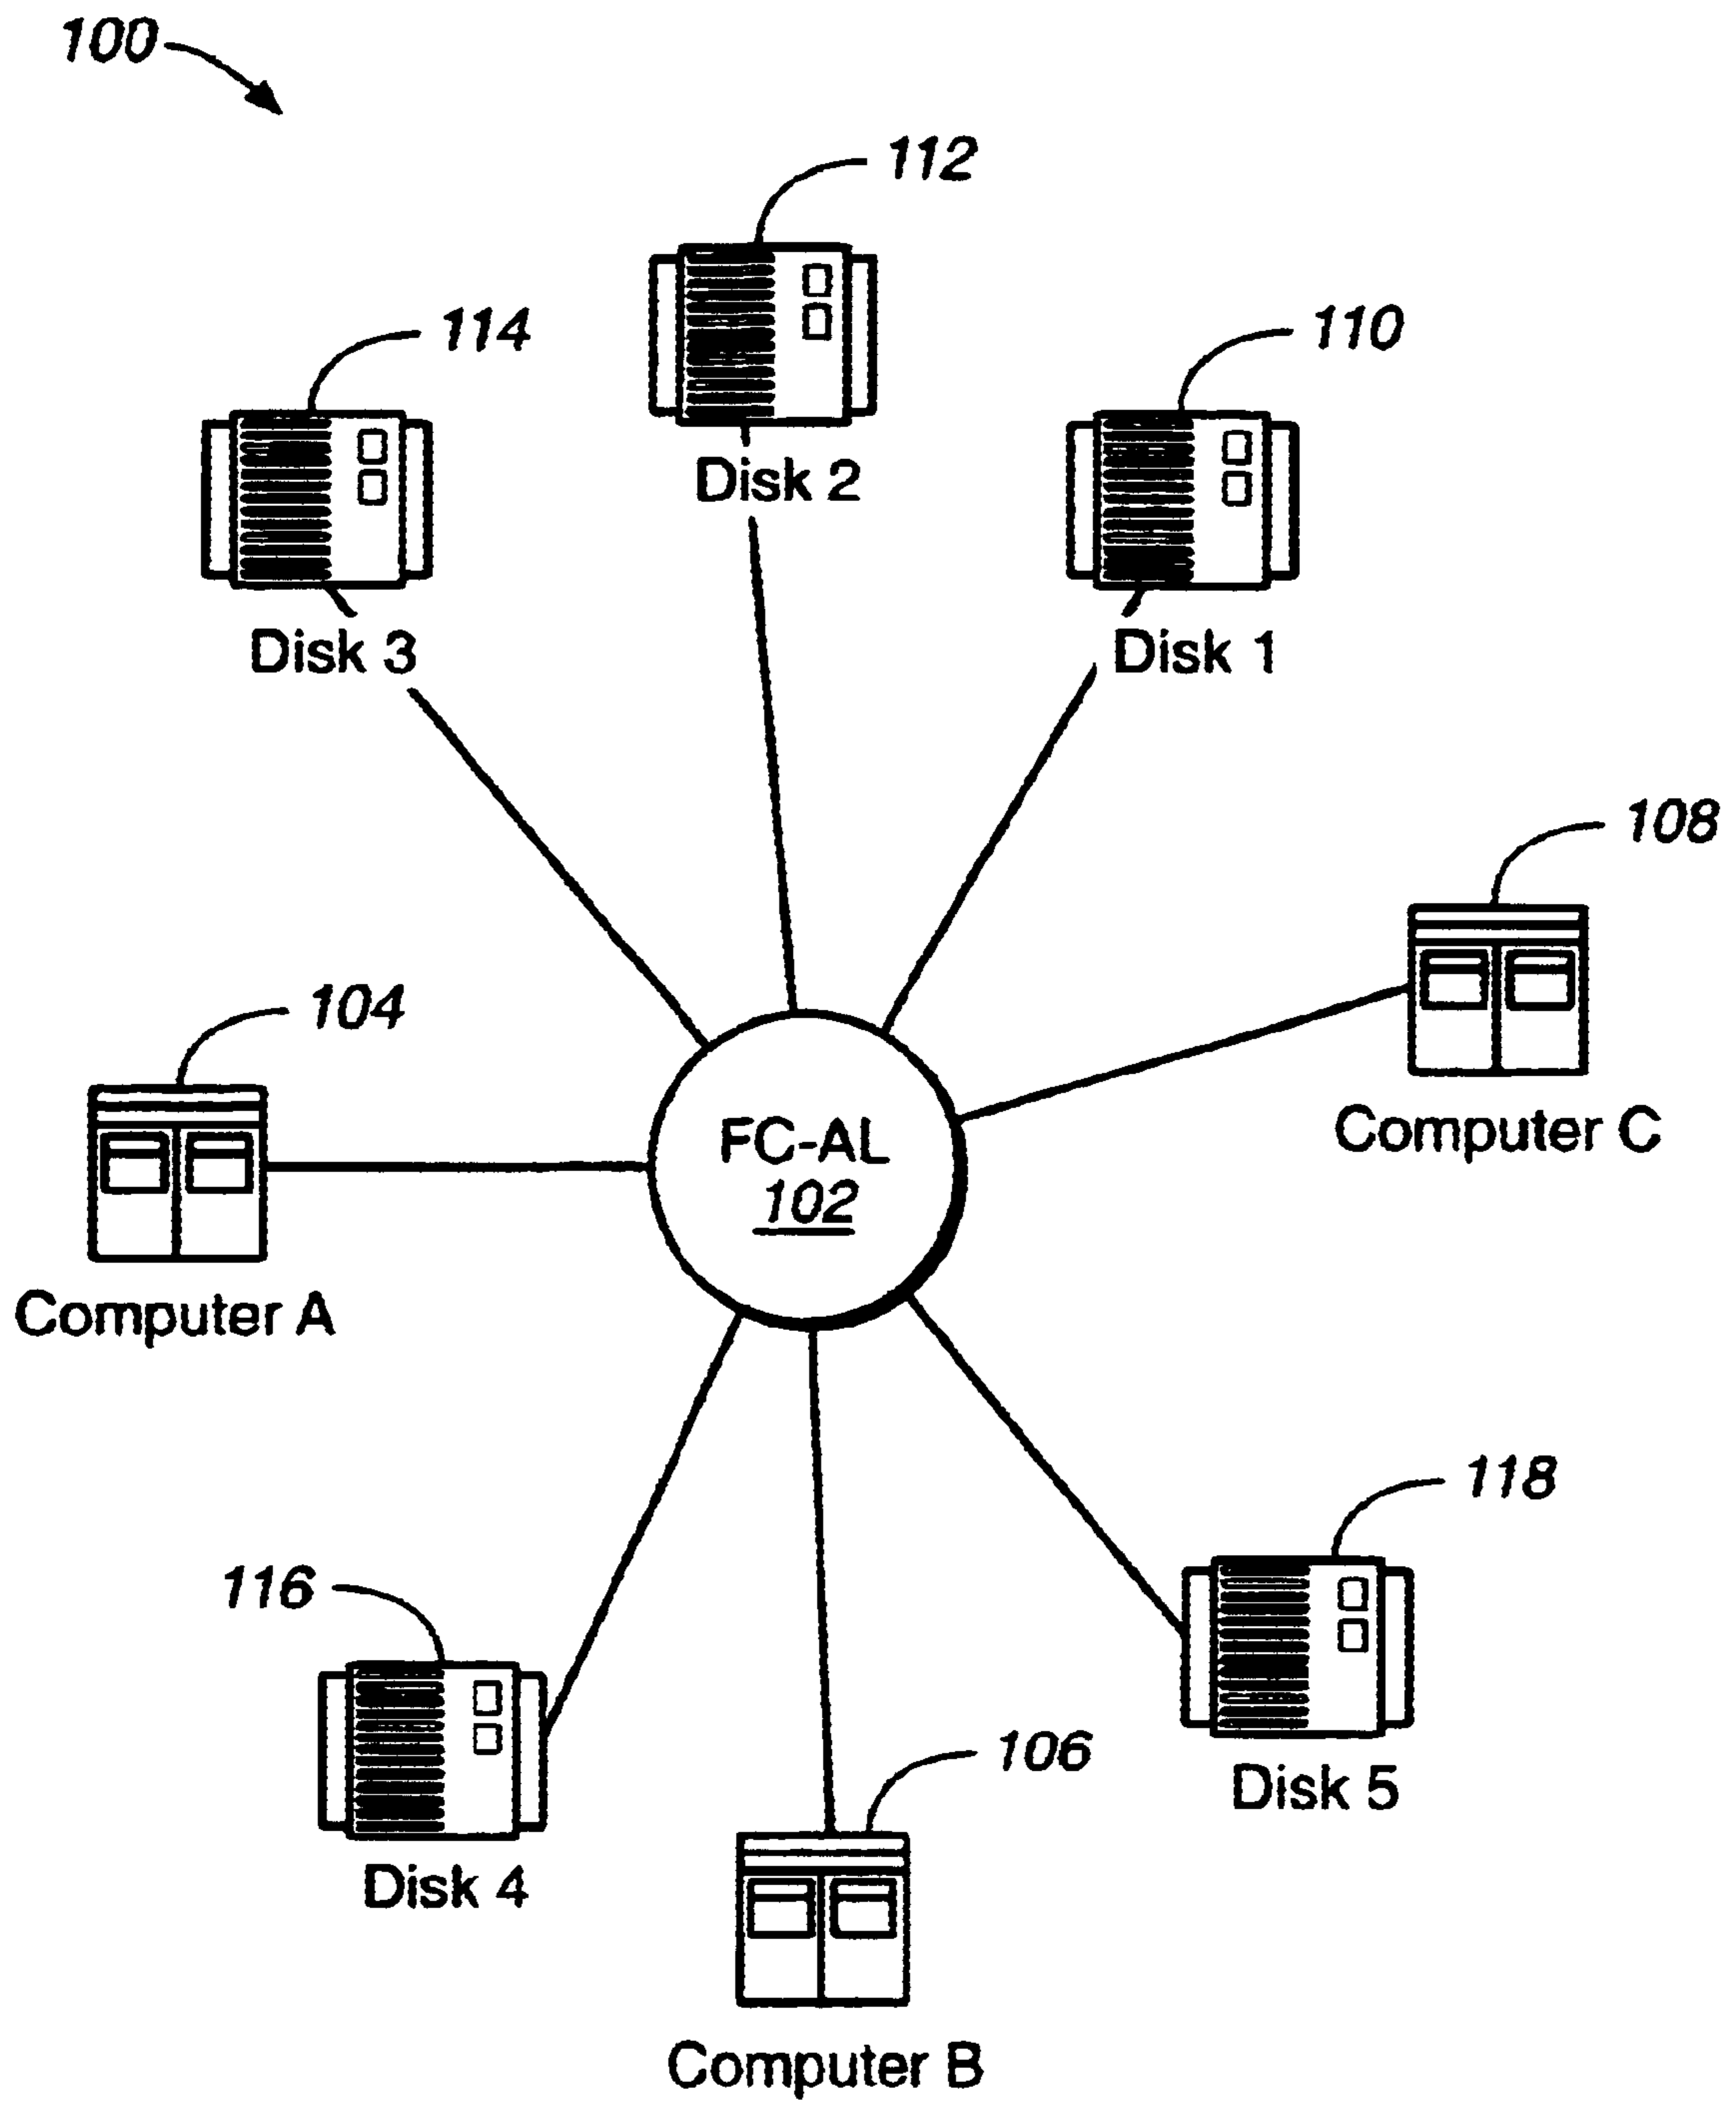 100
112
114
110
Disk 2
Disk 3
Disk 1
108
104
Computer C
FC-AL
102
Computer A
118
116
106
Disk 5
Disk 4
Computer B